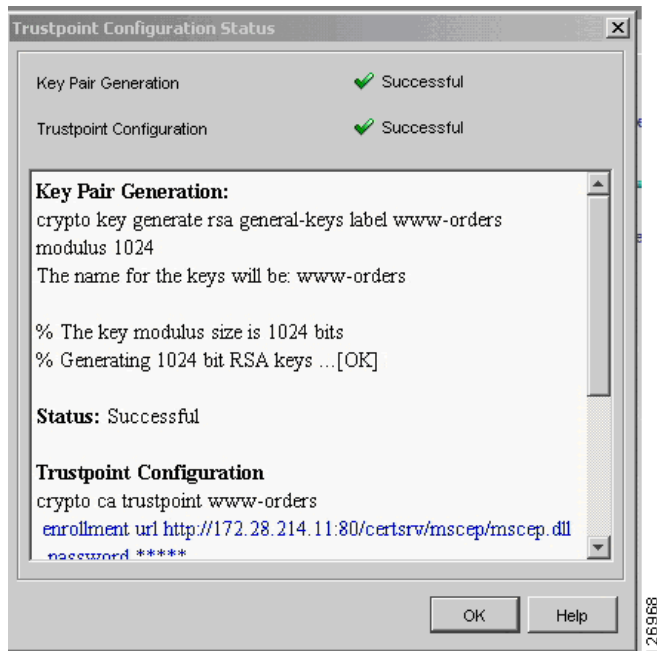 Trustpoint Configuration Status
Key Pair Generation Successful
Trustpoint Configuration Successful
Key Pair Generation:
crypto key generate rsa general-keys label www-orders
modulus 1024
The name for the keys will be: www-orders
% The key modulus size is 1024 bits
% Generating 1024 bit RSA keys ...[OK]
Status: Successful
Trustpoint Configuration
crypto ca trustpoint www-orders
enrollment url http://172.28.214.11:80/certsrv/mscep/mscep.dll
password *****
OK Help
126968